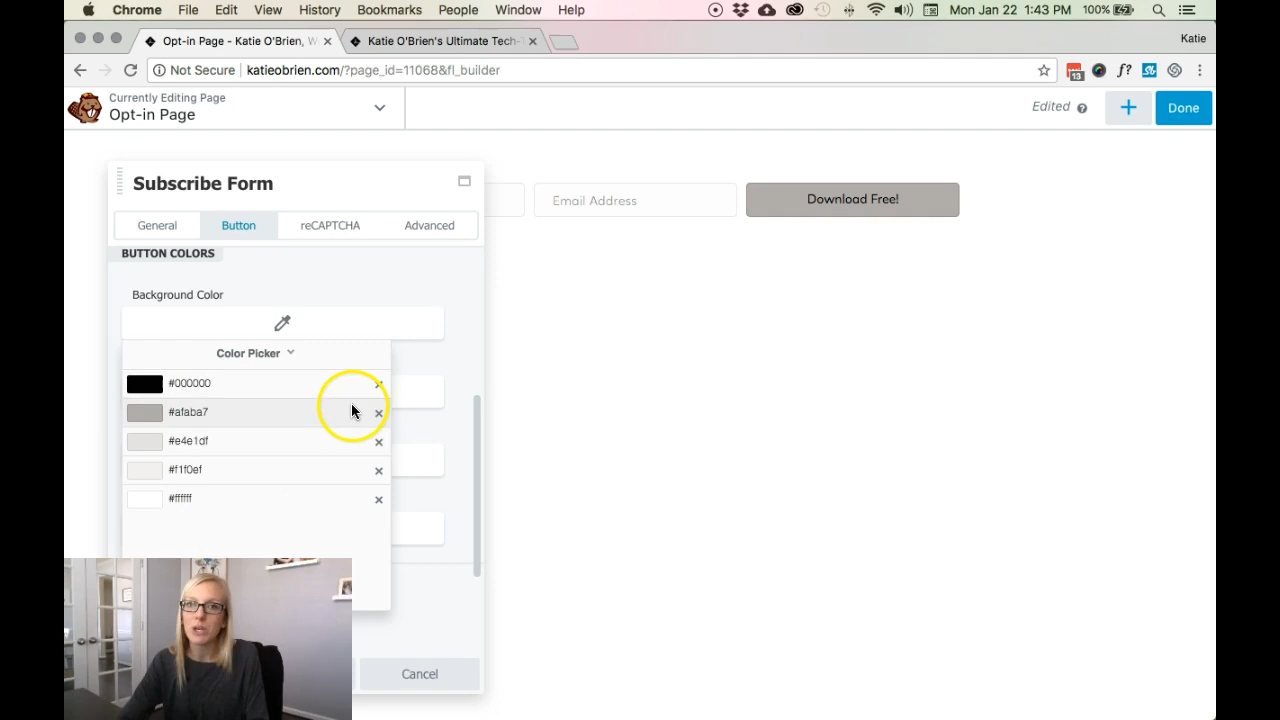 Chrome File Edit View History Bookmarks People Window Help Mon Jan 22 1:43 PM 100%
Opt-in Page - Katie O'Brien, W Katie O'Brien's Ultimate Tech- Katie
Not Secure katieobrien.com/?page_id=11068&fl_builder 13 f?
Currently Editing Page
Opt-in Page
Edited ? + Done
Subscribe Form
Email Address Download Free!
General Button reCAPTCHA Advanced
BUTTON COLORS
Background Color
Color Picker
#000000
#afaba7
#e4e1df
#f1f0ef
#ffffff
Cancel